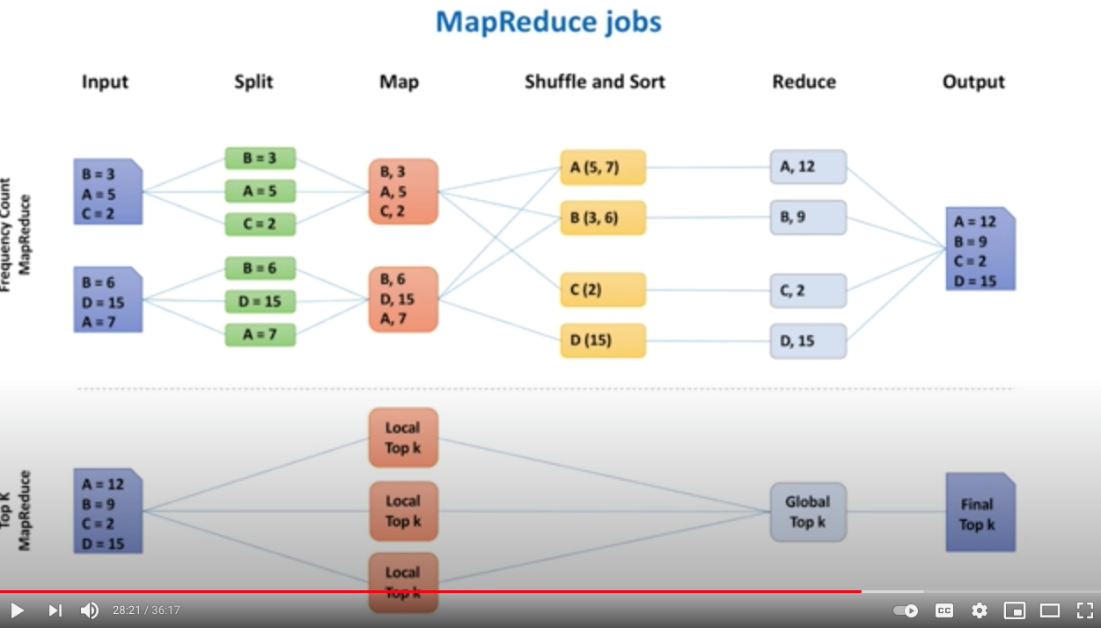 MapReduce jobs
Input Split Map Shuffle and Sort Reduce Output
Frequency Count
MapReduce
B = 3
A = 5
C = 2
B = 3
A = 5
C = 2
B, 3
A, 5
C, 2
B = 6
D = 15
A = 7
B = 6
D = 15
A = 7
B, 6
D, 15
A, 7
A (5, 7)
B (3, 6)
C (2)
D (15)
A, 12
B, 9
C, 2
D, 15
A = 12
B = 9
C = 2
D = 15
Top K
MapReduce
A = 12
B = 9
C = 2
D = 15
Local
Top k
Local
Top k
Local
Top k
Global
Top k
Final
Top k
28:21 / 36:17
CC